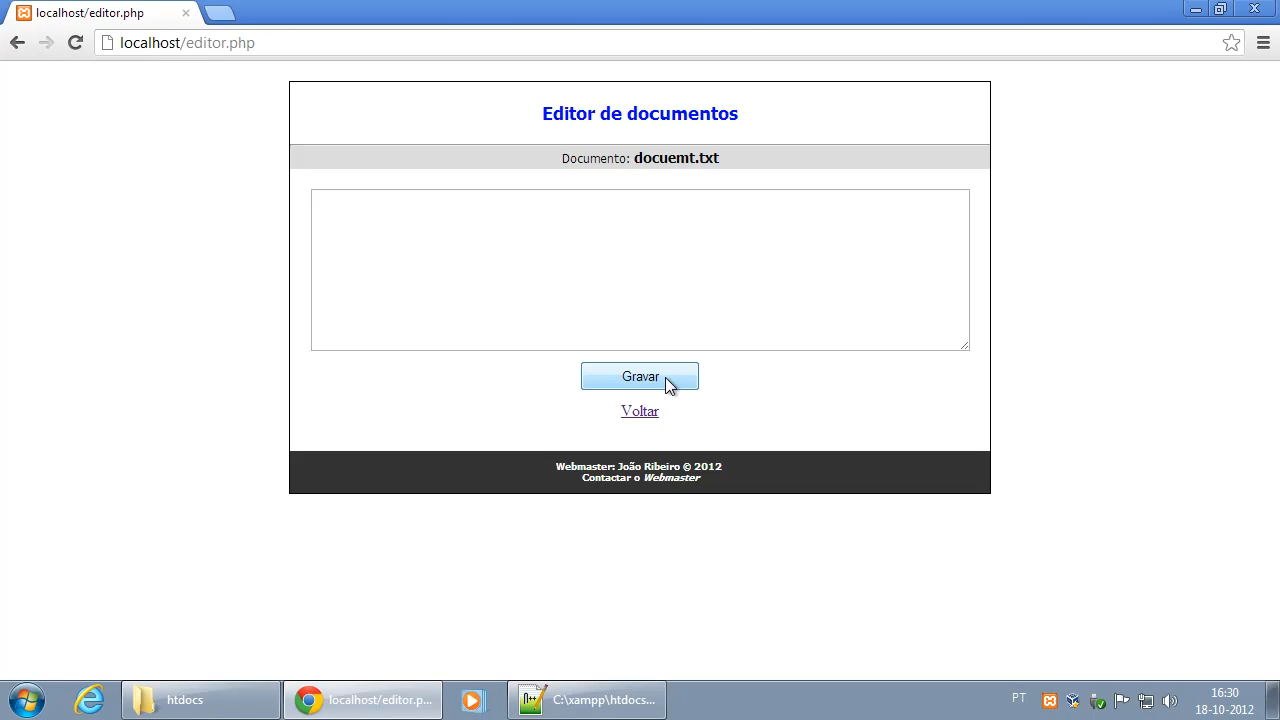 localhost/editor.php
localhost/editor.php
Editor de documentos
Documento: docuemt.txt
Gravar
Voltar
Webmaster: João Ribeiro © 2012
Contactar o Webmaster
htdocs
localhost/editor.p...
C:\xampp\htdocs...
PT
16:30
18-10-2012